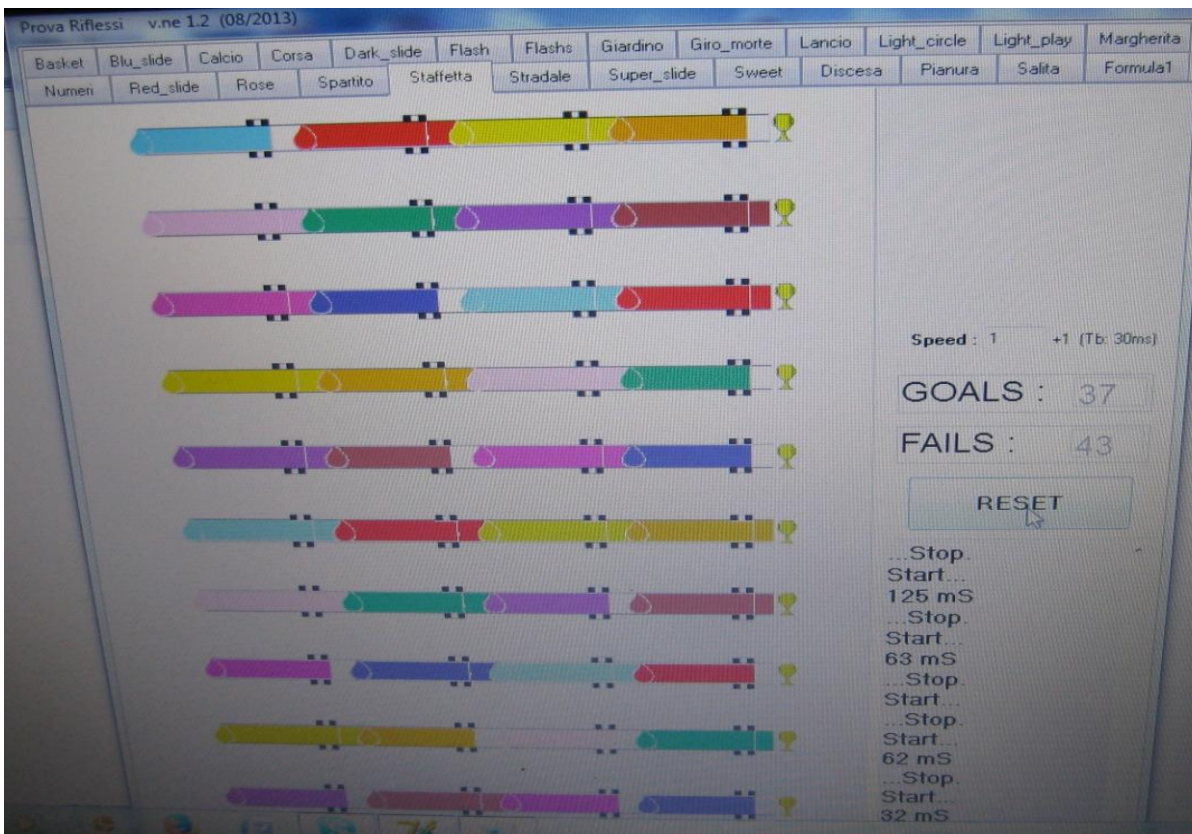 Prova Riflessi v.ne 1.2 (08/2013)
Basket Blu_slide Calcio Corsa Dark_slide Flash Flashs Giardino Giro_morte Lancio Light_circle Light_play Margherita
Numeri Red_slide Rose Spartito Staffetta Stradale Super_slide Sweet Discesa Pianura Salita Formula1
Speed : 1 +1 (Tb: 30ms)
GOALS : 37
FAILS : 43
RESET
...Stop.
Start...
125 mS
...Stop.
Start...
63 mS
...Stop.
Start...
...Stop.
Start...
62 mS
...Stop.
Start...
32 mS